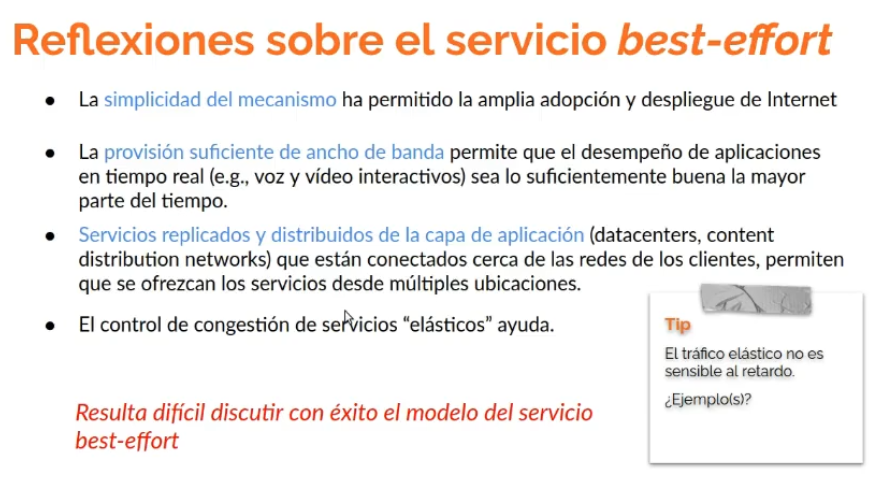 Reflexiones sobre el servicio best-effort
● La simplicidad del mecanismo ha permitido la amplia adopción y despliegue de Internet
● La provisión suficiente de ancho de banda permite que el desempeño de aplicaciones
en tiempo real (e.g., voz y vídeo interactivos) sea lo suficientemente buena la mayor
parte del tiempo.
● Servicios replicados y distribuidos de la capa de aplicación (datacenters, content
distribution networks) que están conectados cerca de las redes de los clientes, permiten
que se ofrezcan los servicios desde múltiples ubicaciones.
● El control de congestión de servicios “elásticos” ayuda.
Tip
El tráfico elástico no es
sensible al retardo.
¿Ejemplo(s)?
Resulta difícil discutir con éxito el modelo del servicio
best-effort